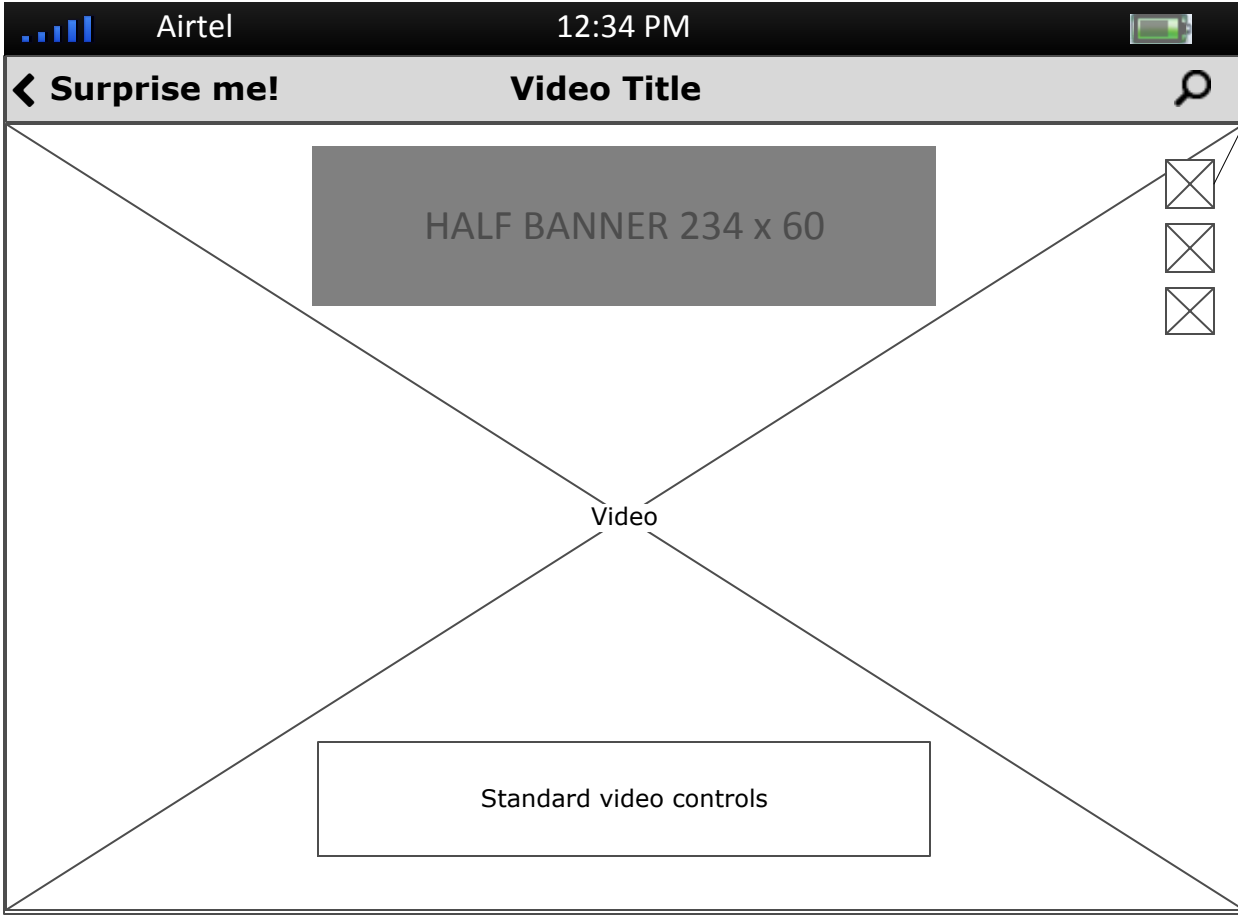 Airtel
12:34 PM
Surprise me!
Video Title
HALF BANNER 234 x 60
Video
Standard video controls